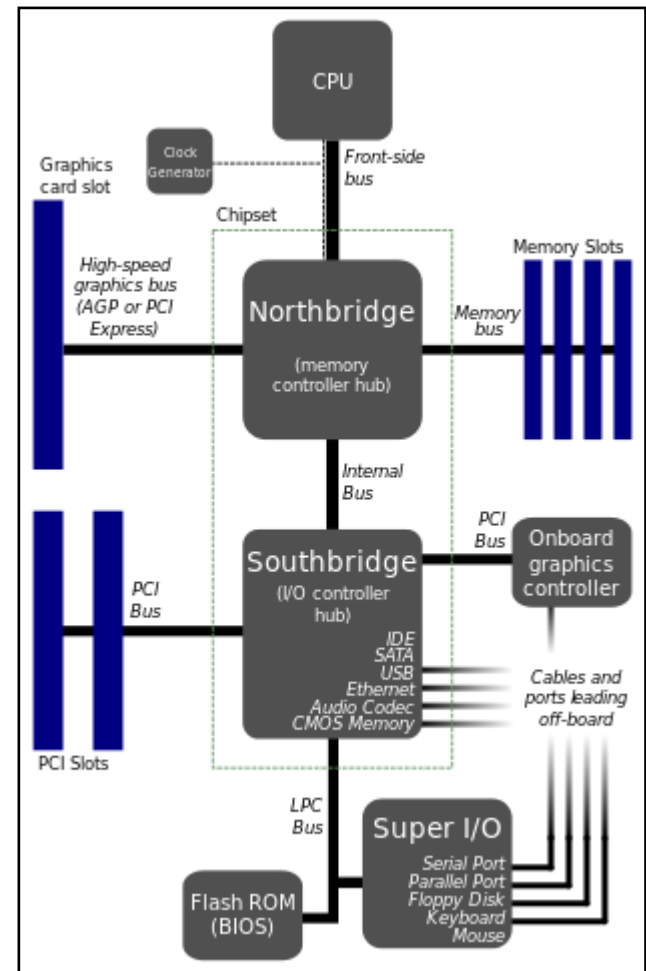 CPU
Clock
Generator
Front-side
bus
Graphics
card slot
Chipset
High-speed
graphics bus
(AGP or PCI
Express)
Northbridge
(memory
controller hub)
Memory
bus
Memory Slots
Internal
Bus
PCI
Bus
Onboard
graphics
controller
Southbridge
(I/O controller
hub)
PCI
Bus
IDE
SATA
USB
Ethernet
Audio Codec
CMOS Memory
Cables and
ports leading
off-board
PCI Slots
LPC
Bus
Super I/O
Serial Port
Parallel Port
Floppy Disk
Keyboard
Mouse
Flash ROM
(BIOS)